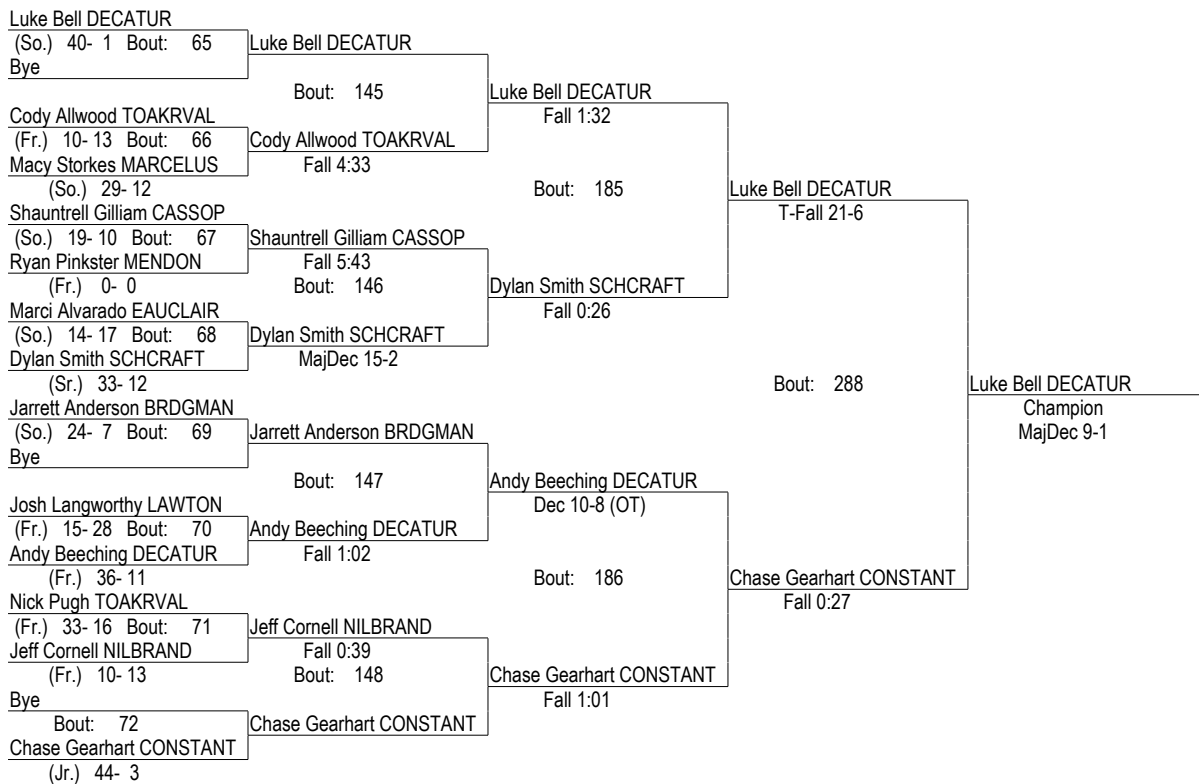 Luke Bell DECATUR
(So.) 40- 1 Bout: 65
Luke Bell DECATUR
Bye
Bout: 145
Luke Bell DECATUR
Fall 1:32
Cody Allwood TOAKRVAL
(Fr.) 10- 13 Bout: 66
Cody Allwood TOAKRVAL
Macy Storkes MARCELUS
Fall 4:33
(So.) 29- 12
Bout: 185
Luke Bell DECATUR
T-Fall 21-6
Shauntrell Gilliam CASSOP
(So.) 19- 10 Bout: 67
Shauntrell Gilliam CASSOP
Ryan Pinkster MENDON
Fall 5:43
(Fr.) 0- 0
Bout: 146
Dylan Smith SCHCRAFT
Fall 0:26
Marci Alvarado EAUCLAIR
(So.) 14- 17 Bout: 68
Dylan Smith SCHCRAFT
Dylan Smith SCHCRAFT
MajDec 15-2
(Sr.) 33- 12
Bout: 288
Luke Bell DECATUR
Champion
MajDec 9-1
Jarrett Anderson BRDGMAN
(So.) 24- 7 Bout: 69
Jarrett Anderson BRDGMAN
Bye
Bout: 147
Andy Beeching DECATUR
Dec 10-8 (OT)
Josh Langworthy LAWTON
(Fr.) 15- 28 Bout: 70
Andy Beeching DECATUR
Andy Beeching DECATUR
Fall 1:02
(Fr.) 36- 11
Bout: 186
Chase Gearhart CONSTANT
Fall 0:27
Nick Pugh TOAKRVAL
(Fr.) 33- 16 Bout: 71
Jeff Cornell NILBRAND
Jeff Cornell NILBRAND
Fall 0:39
(Fr.) 10- 13
Bout: 148
Chase Gearhart CONSTANT
Fall 1:01
Bye
Bout: 72
Chase Gearhart CONSTANT
Chase Gearhart CONSTANT
(Jr.) 44- 3